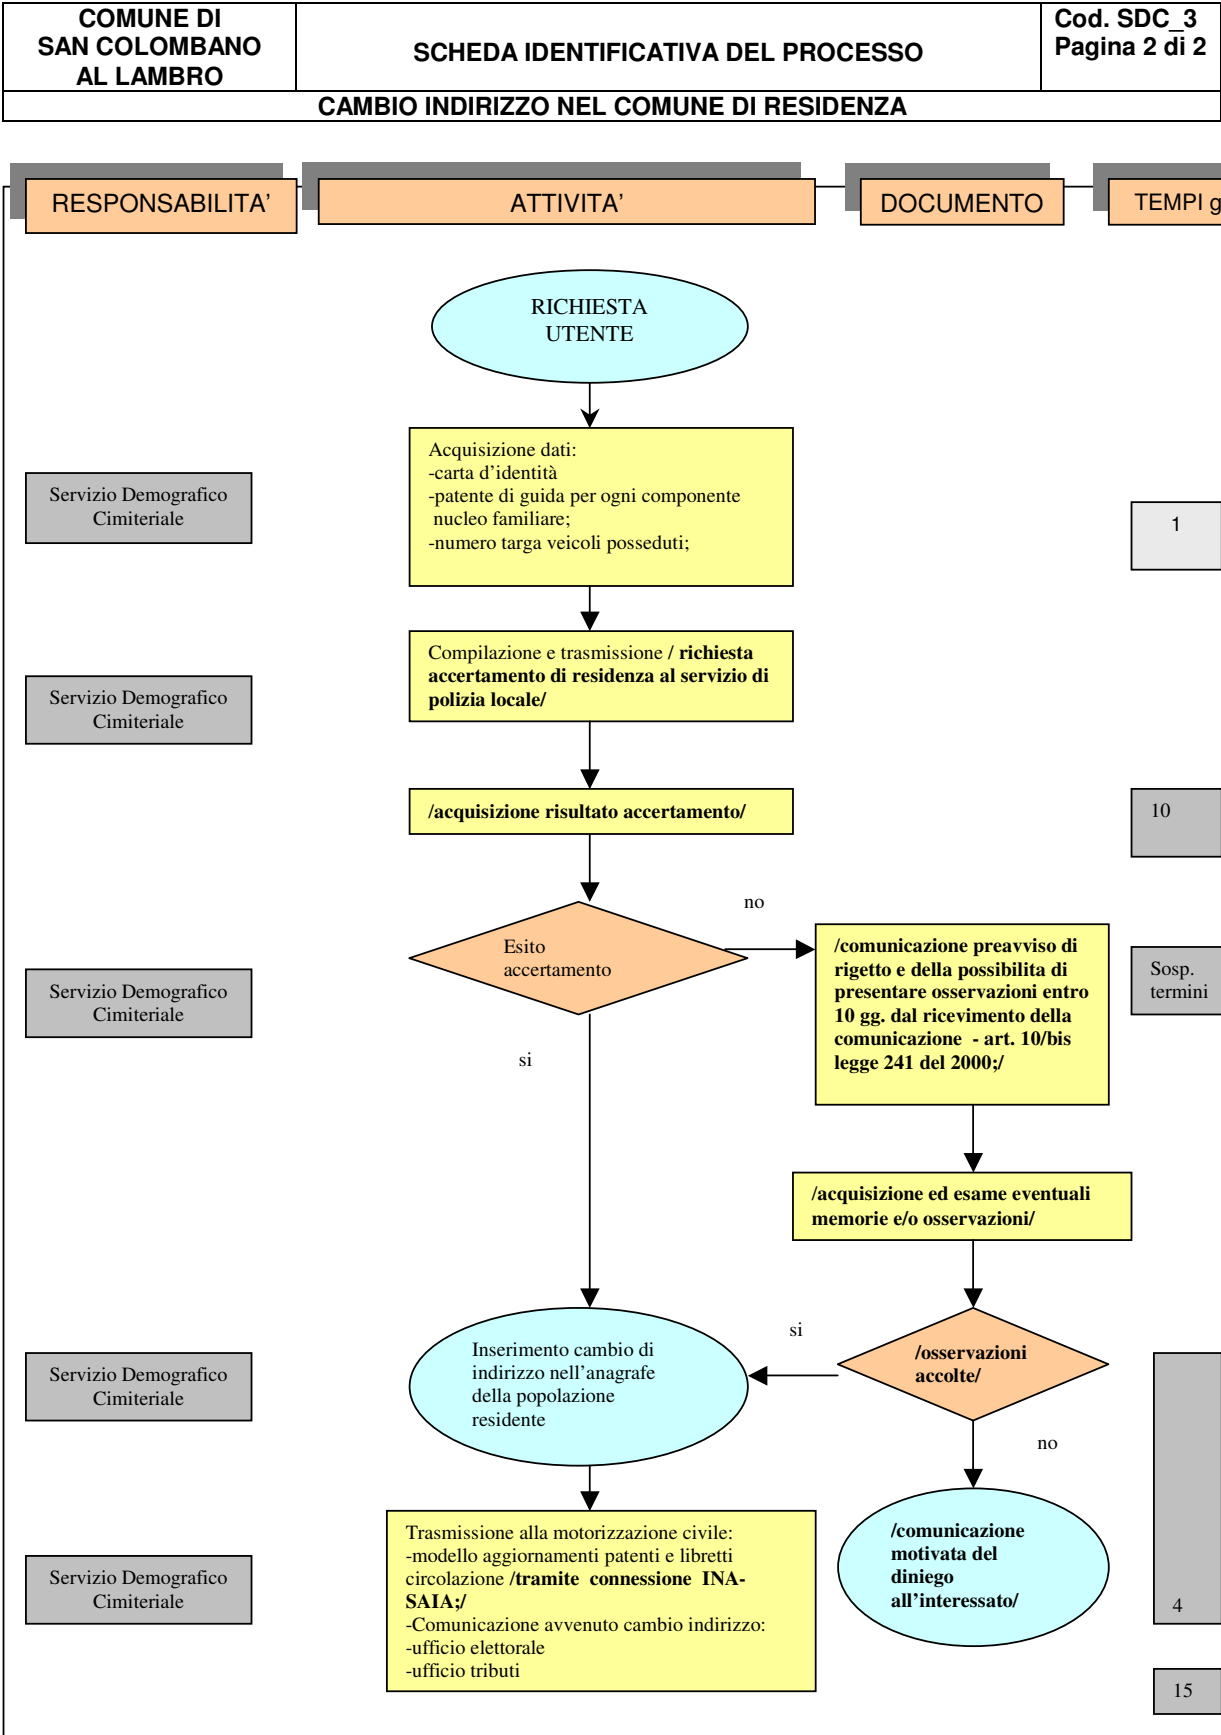 COMUNE DI
SAN COLOMBANO
AL LAMBRO
SCHEDA IDENTIFICATIVA DEL PROCESSO
Cod. SDC_3
Pagina 2 di 2
CAMBIO INDIRIZZO NEL COMUNE DI RESIDENZA
RESPONSABILITA’
ATTIVITA’
DOCUMENTO
TEMPI g
RICHIESTA
UTENTE
Servizio Demografico
Cimiteriale
Acquisizione dati:
-carta d’identità
-patente di guida per ogni componente
nucleo familiare;
-numero targa veicoli posseduti;
1
Servizio Demografico
Cimiteriale
Compilazione e trasmissione / richiesta
accertamento di residenza al servizio di
polizia locale/
/acquisizione risultato accertamento/
10
Servizio Demografico
Cimiteriale
Esito
accertamento
no
si
/comunicazione preavviso di
rigetto e della possibilita di
presentare osservazioni entro
10 gg. dal ricevimento della
comunicazione - art. 10/bis
legge 241 del 2000;/
Sosp.
termini
/acquisizione ed esame eventuali
memorie e/o osservazioni/
Servizio Demografico
Cimiteriale
Inserimento cambio di
indirizzo nell’anagrafe
della popolazione
residente
si
/osservazioni
accolte/
no
Servizio Demografico
Cimiteriale
Trasmissione alla motorizzazione civile:
-modello aggiornamenti patenti e libretti
circolazione /tramite connessione INA-
SAIA;/
-Comunicazione avvenuto cambio indirizzo:
-ufficio elettorale
-ufficio tributi
/comunicazione
motivata del
diniego
all’interessato/
4
15